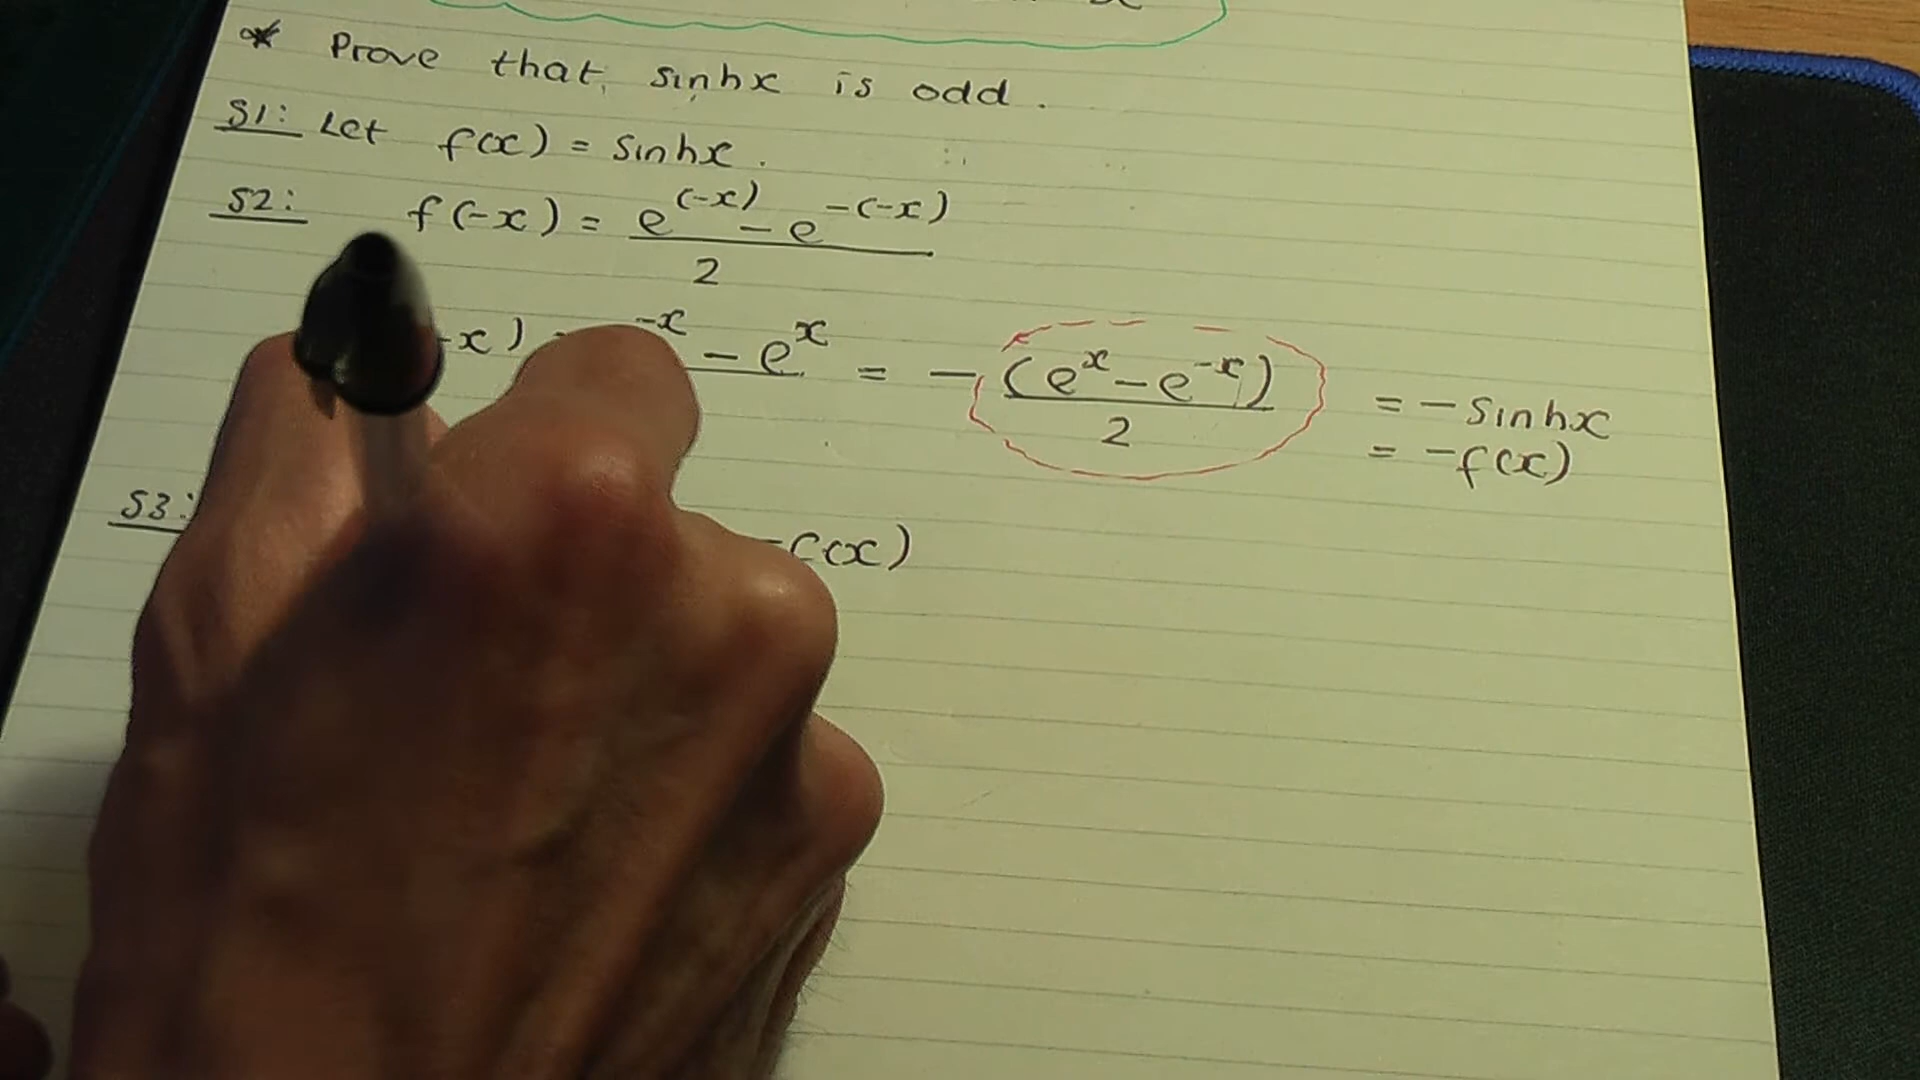 * Prove that sinhx is odd.
S1: Let f(x) = sinhx.
S2: f(-x) = e^(-x) - e^-(-x) / 2
-x) = -x - e^x = - (e^x - e^-x) / 2 = - sinhx
= -f(x)
S3: -f(x)